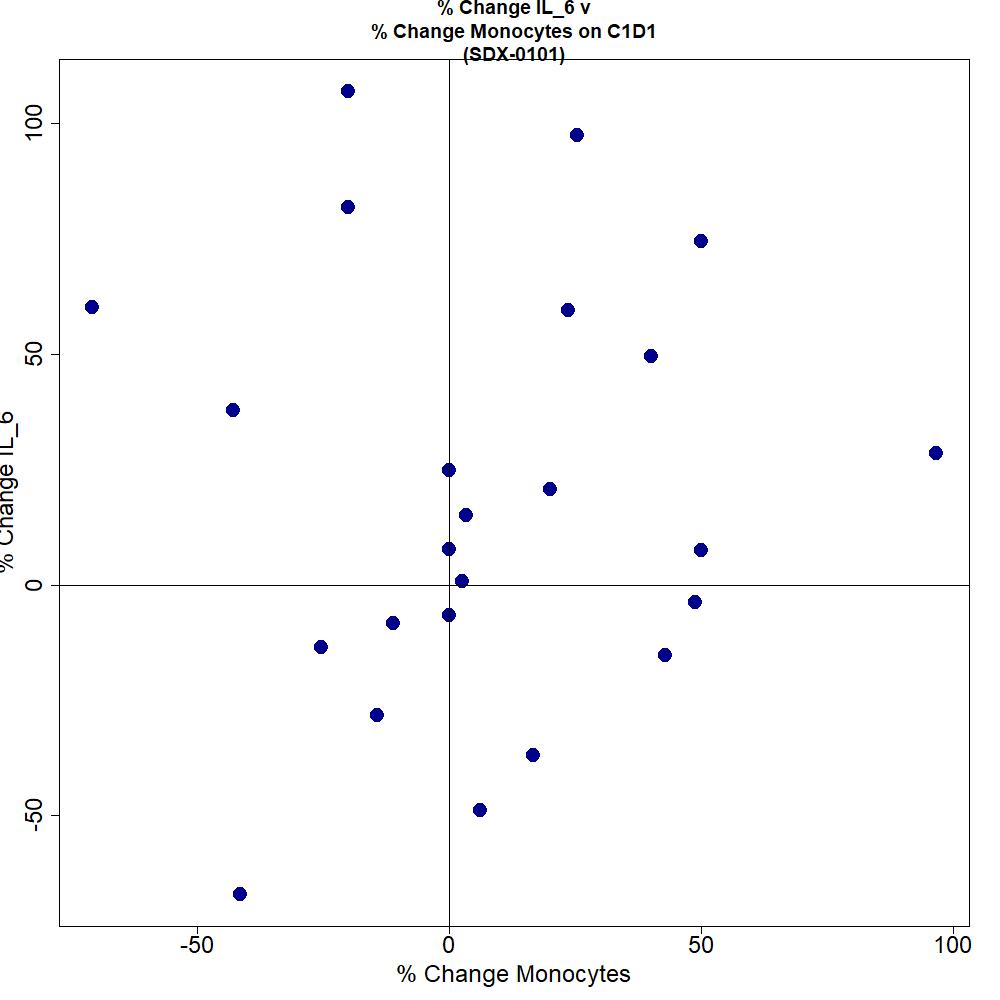 % Change IL_6 v
% Change Monocytes on C1D1
(SDX-0101)
100
50
0
-50
% Change IL_6
-50
0
50
100
% Change Monocytes